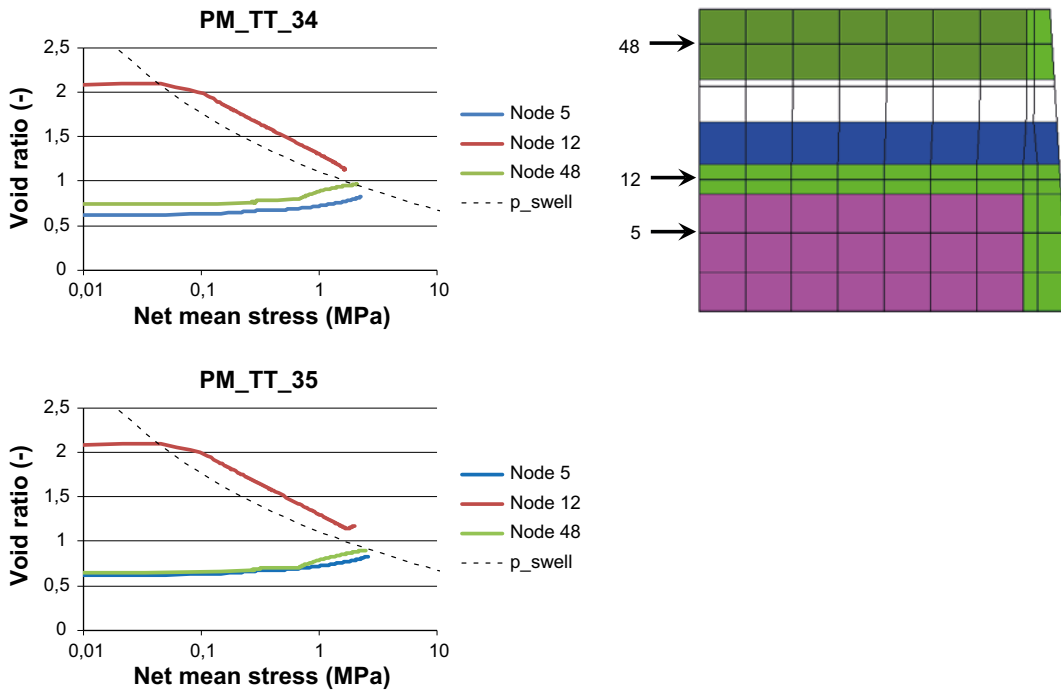 PM_TT_34
Void ratio (-)
2,5
2
1,5
1
0,5
0
0,01
0,1
1
10
Net mean stress (MPa)
Node 5
Node 12
Node 48
p_swell
48
12
5
PM_TT_35
Void ratio (-)
2,5
2
1,5
1
0,5
0
0,01
0,1
1
10
Net mean stress (MPa)
Node 5
Node 12
Node 48
p_swell